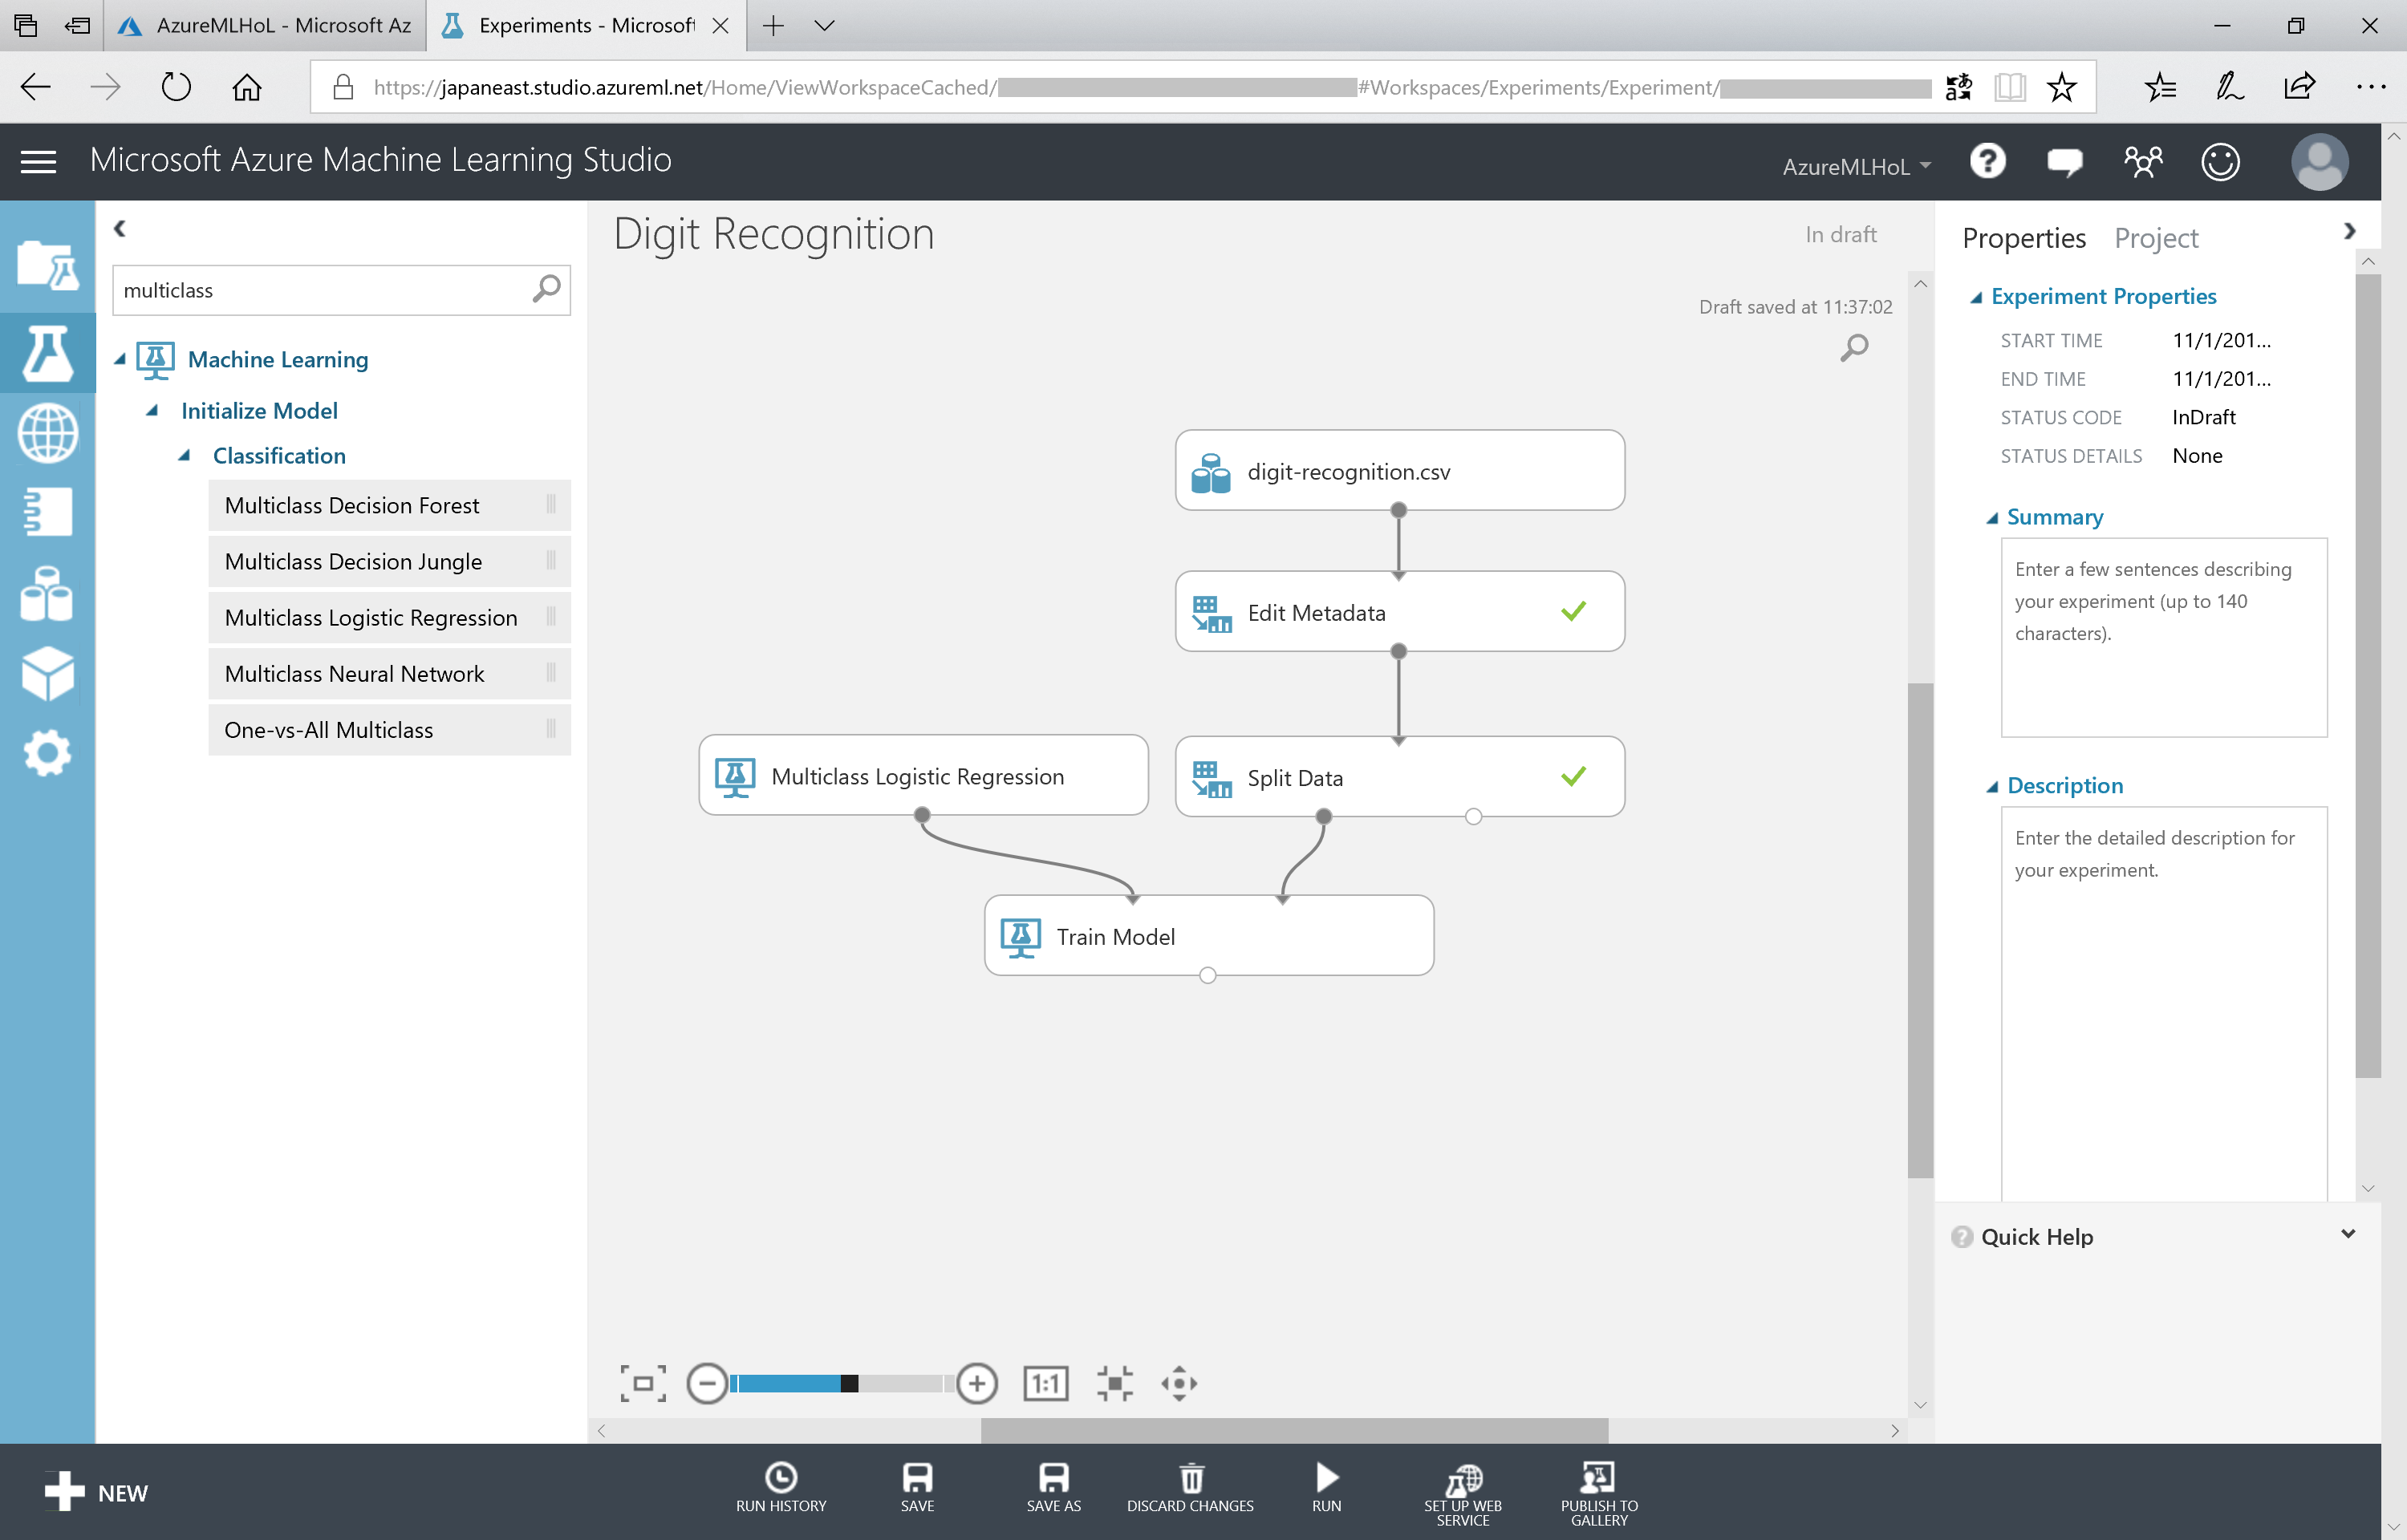 AzureMLHoL - Microsoft Az
Experiments - Microsoft
https://japaneast.studio.azureml.net/Home/ViewWorkspaceCached/
#Workspaces/Experiments/Experiment/
Microsoft Azure Machine Learning Studio
AzureMLHoL
multiclass
Machine Learning
Initialize Model
Classification
Multiclass Decision Forest
Multiclass Decision Jungle
Multiclass Logistic Regression
Multiclass Neural Network
One-vs-All Multiclass
Digit Recognition
In draft
Draft saved at 11:37:02
digit-recognition.csv
Edit Metadata
Multiclass Logistic Regression
Split Data
Train Model
1:1
Properties Project
Experiment Properties
START TIME 11/1/201...
END TIME 11/1/201...
STATUS CODE InDraft
STATUS DETAILS None
Summary
Enter a few sentences describing
your experiment (up to 140
characters).
Description
Enter the detailed description for
your experiment.
Quick Help
NEW
RUN HISTORY
SAVE
SAVE AS
DISCARD CHANGES
RUN
SET UP WEB
SERVICE
PUBLISH TO
GALLERY